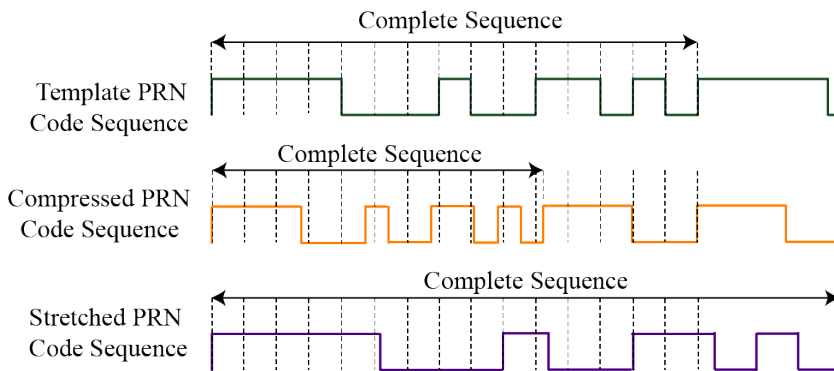 Complete Sequence
Template PRN
Code Sequence
Complete Sequence
Compressed PRN
Code Sequence
Complete Sequence
Stretched PRN
Code Sequence